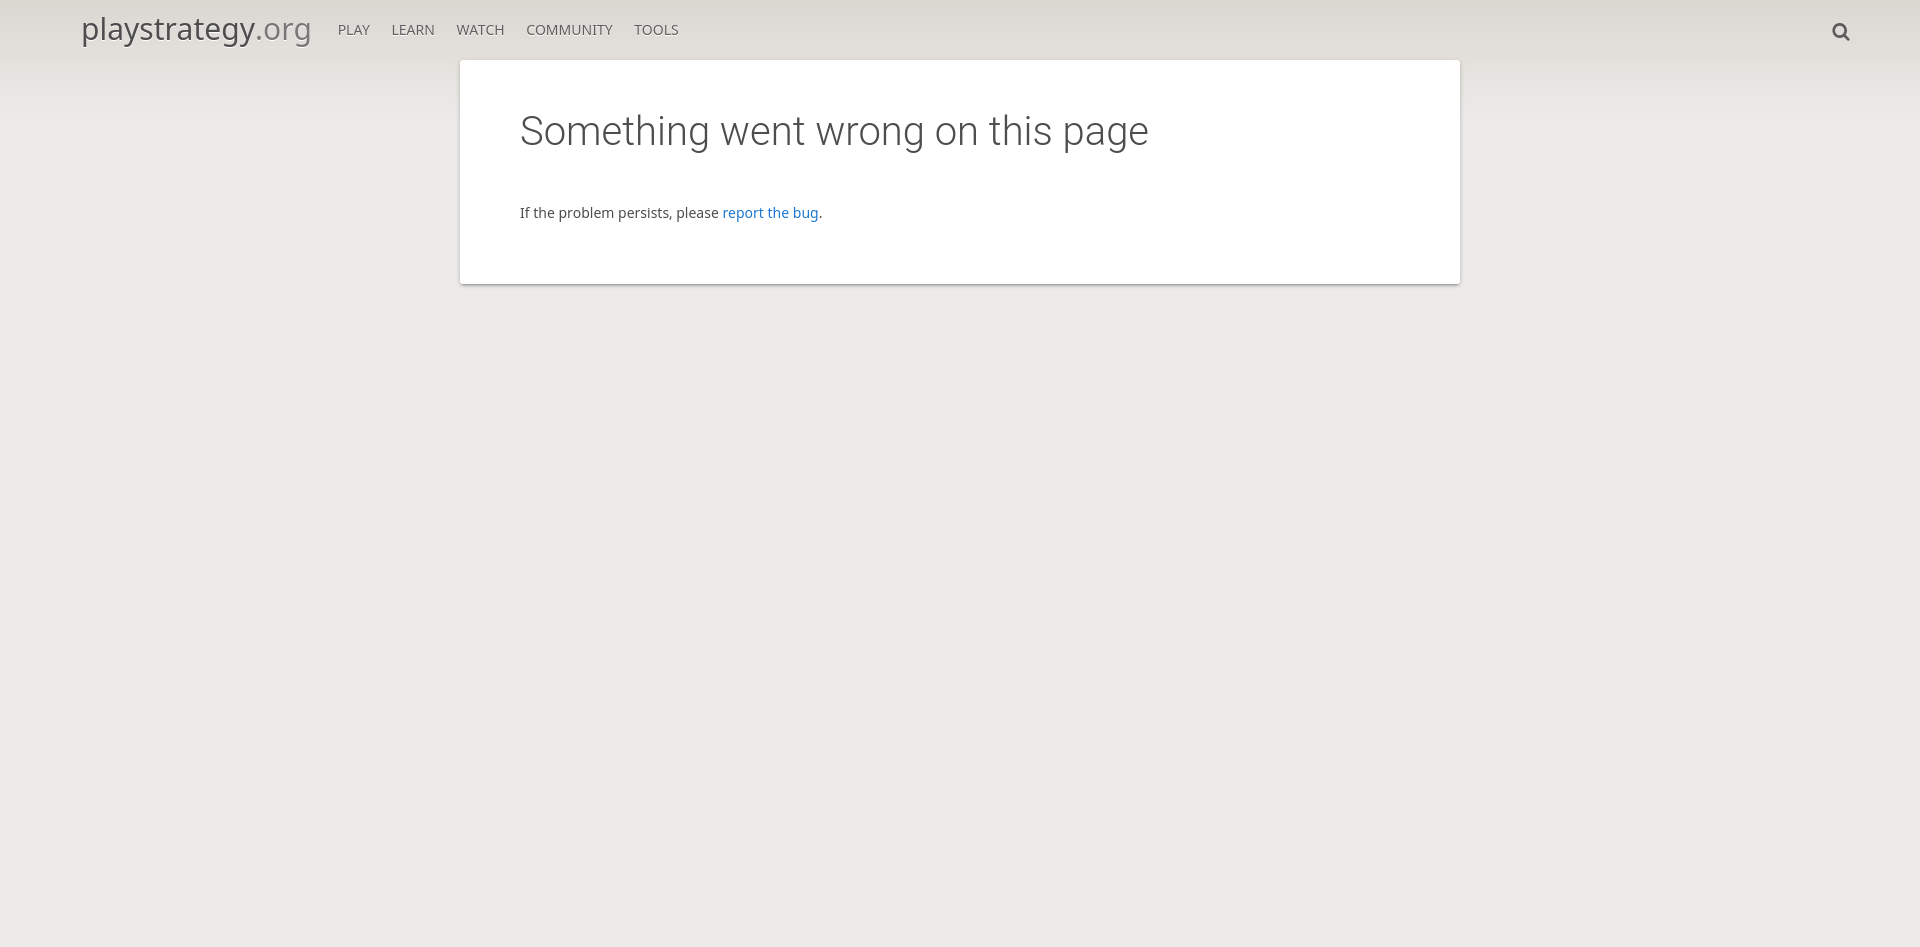 playstrategy.org PLAY LEARN WATCH COMMUNITY TOOLS
Something went wrong on this page
If the problem persists, please report the bug.